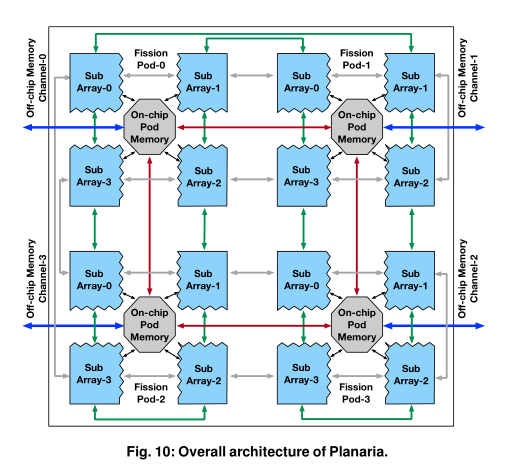 Off-chip Memory
Channel-0
Off-chip Memory
Channel-1
Fission
Pod-0
Fission
Pod-1
Sub
Array-0
Sub
Array-1
Sub
Array-0
Sub
Array-1
On-chip
Pod
Memory
On-chip
Pod
Memory
Sub
Array-3
Sub
Array-2
Sub
Array-3
Sub
Array-2
Off-chip Memory
Channel-3
Off-chip Memory
Channel-2
Sub
Array-0
Sub
Array-1
Sub
Array-0
Sub
Array-1
On-chip
Pod
Memory
On-chip
Pod
Memory
Sub
Array-3
Sub
Array-2
Sub
Array-3
Sub
Array-2
Fission
Pod-2
Fission
Pod-3
Fig. 10: Overall architecture of Planaria.